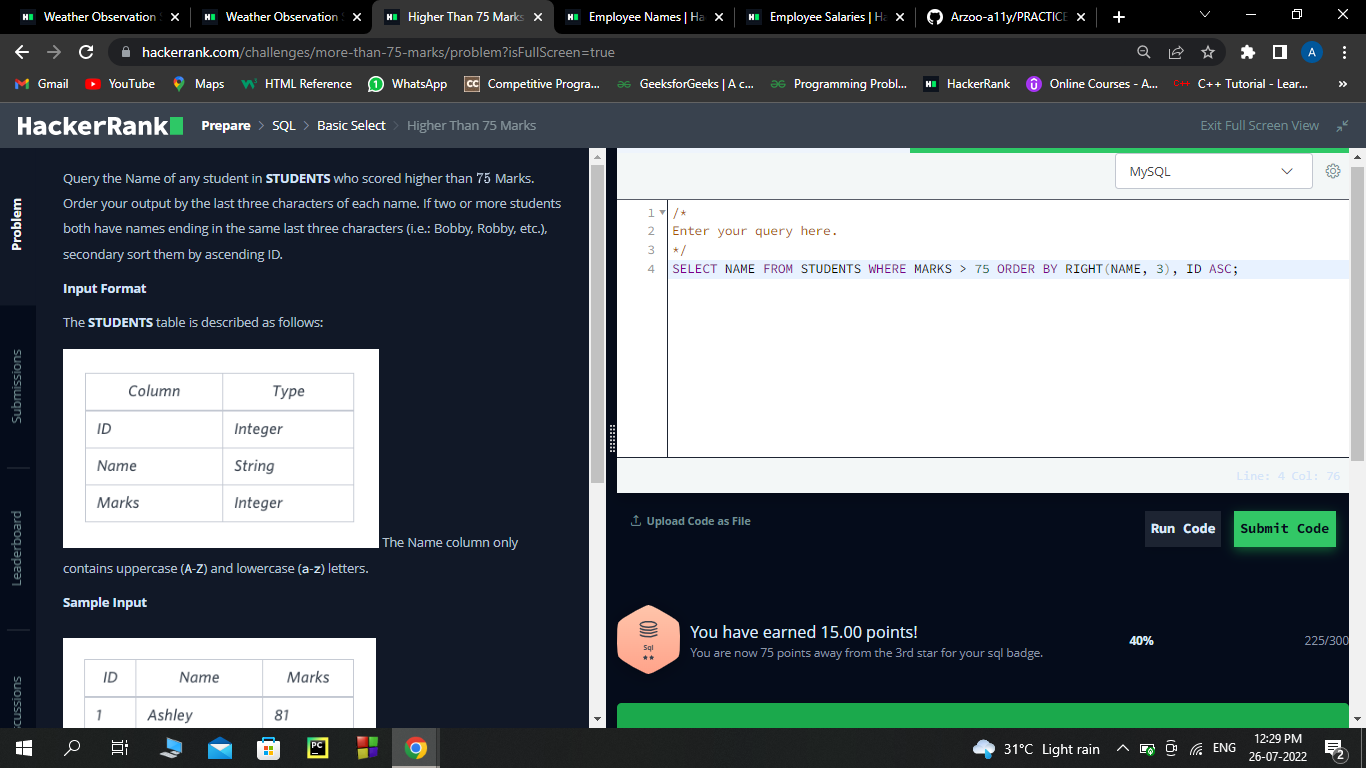 Weather Observation
Weather Observation
Higher Than 75 Marks
Employee Names | Ha
Employee Salaries | Ha
Arzoo-a11y/PRACTICE
hackerrank.com/challenges/more-than-75-marks/problem?isFullScreen=true
A
Gmail
YouTube
Maps
HTML Reference
WhatsApp
CC
Competitive Progra...
GeeksforGeeks | A c...
Programming Probl...
HackerRank
Online Courses - A...
C++ Tutorial - Lear...
»
HackerRank
Prepare > SQL > Basic Select > Higher Than 75 Marks
Exit Full Screen View
Problem
Submissions
Leaderboard
cussions
Query the Name of any student in STUDENTS who scored higher than 75 Marks.
Order your output by the last three characters of each name. If two or more students
both have names ending in the same last three characters (i.e.: Bobby, Robby, etc.),
secondary sort them by ascending ID.
Input Format
The STUDENTS table is described as follows:
Column Type
ID Integer
Name String
Marks Integer
The Name column only
contains uppercase (A-Z) and lowercase (a-z) letters.
Sample Input
ID Name Marks
1 Ashley 81
MySQL
1 /*
2 Enter your query here.
3 */
4 SELECT NAME FROM STUDENTS WHERE MARKS > 75 ORDER BY RIGHT(NAME, 3), ID ASC;
Line: 4 Col: 76
Upload Code as File
Run Code
Submit Code
Sql
You have earned 15.00 points!
You are now 75 points away from the 3rd star for your sql badge.
40%
225/300
PC
31°C Light rain
ENG
12:29 PM
26-07-2022
2